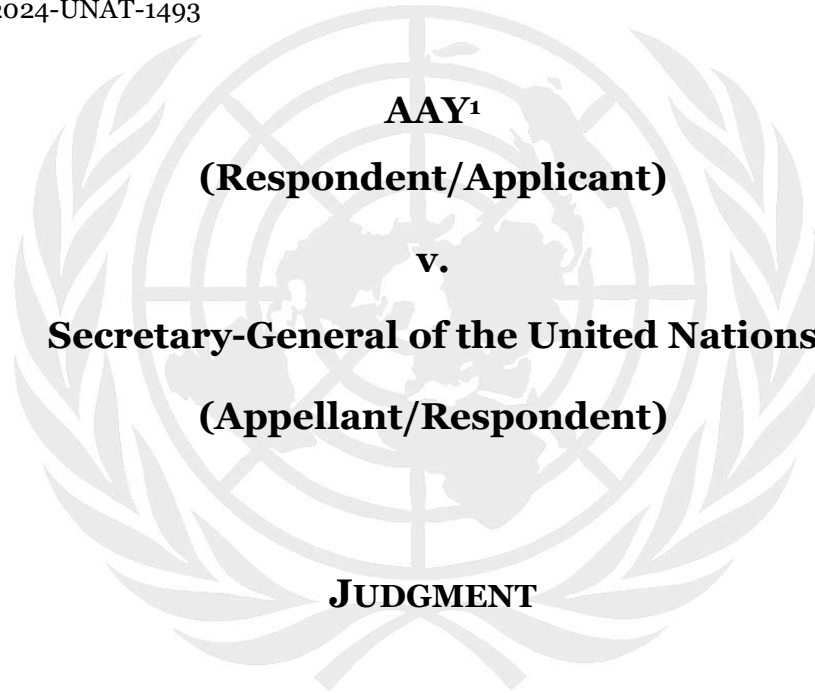 2024-UNAT-1493
AAY¹
(Respondent/Applicant)
v.
Secretary-General of the United Nations
(Appellant/Respondent)
JUDGMENT